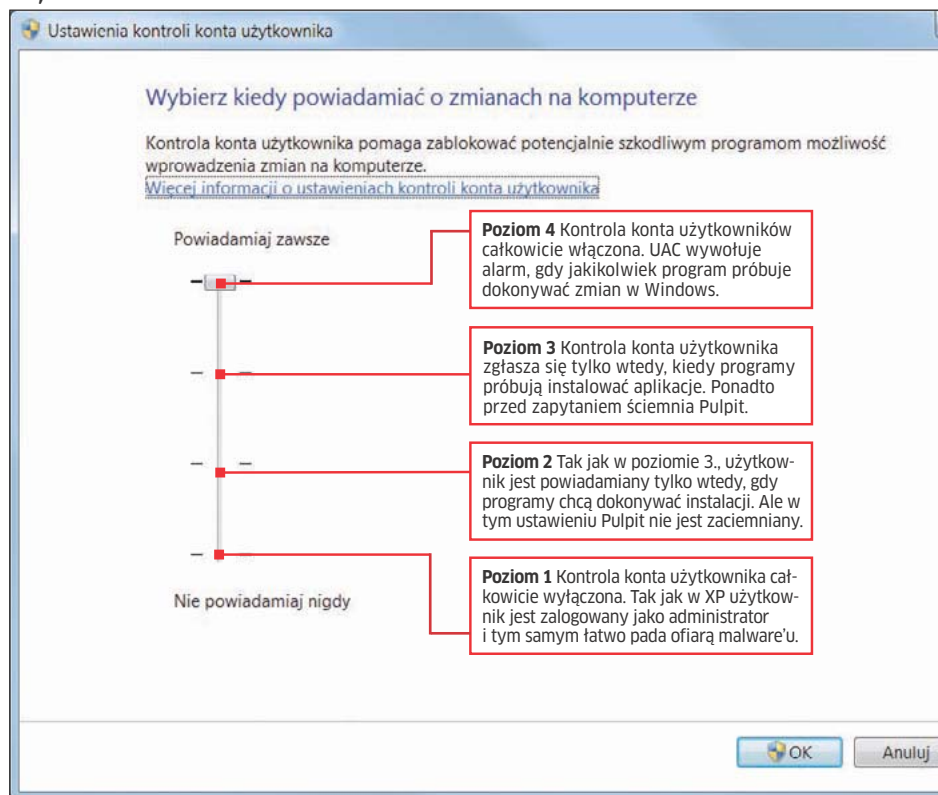 Ustawienia kontroli konta użytkownika
Wybierz kiedy powiadamiać o zmianach na komputerze
Kontrola konta użytkownika pomaga zablokować potencjalnie szkodliwym programom możliwość
wprowadzenia zmian na komputerze.
Więcej informacji o ustawieniach kontroli konta użytkownika
Powiadamiaj zawsze
Poziom 4 Kontrola konta użytkowników
całkowicie włączona. UAC wywołuje
alarm, gdy jakikolwiek program próbuje
dokonywać zmian w Windows.
Poziom 3 Kontrola konta użytkownika
zgłasza się tylko wtedy, kiedy programy
próbują instalować aplikacje. Ponadto
przed zapytaniem ściemnia Pulpit.
Poziom 2 Tak jak w poziomie 3., użytkow-
nik jest powiadamiany tylko wtedy, gdy
programy chcą dokonywać instalacji. Ale w
tym ustawieniu Pulpit nie jest zaciemniany.
Poziom 1 Kontrola konta użytkownika cał-
kowicie wyłączona. Tak jak w XP użytkow-
nik jest zalogowany jako administrator
i tym samym łatwo pada ofiarą malware'u.
Nie powiadamiaj nigdy
OK
Anuluj